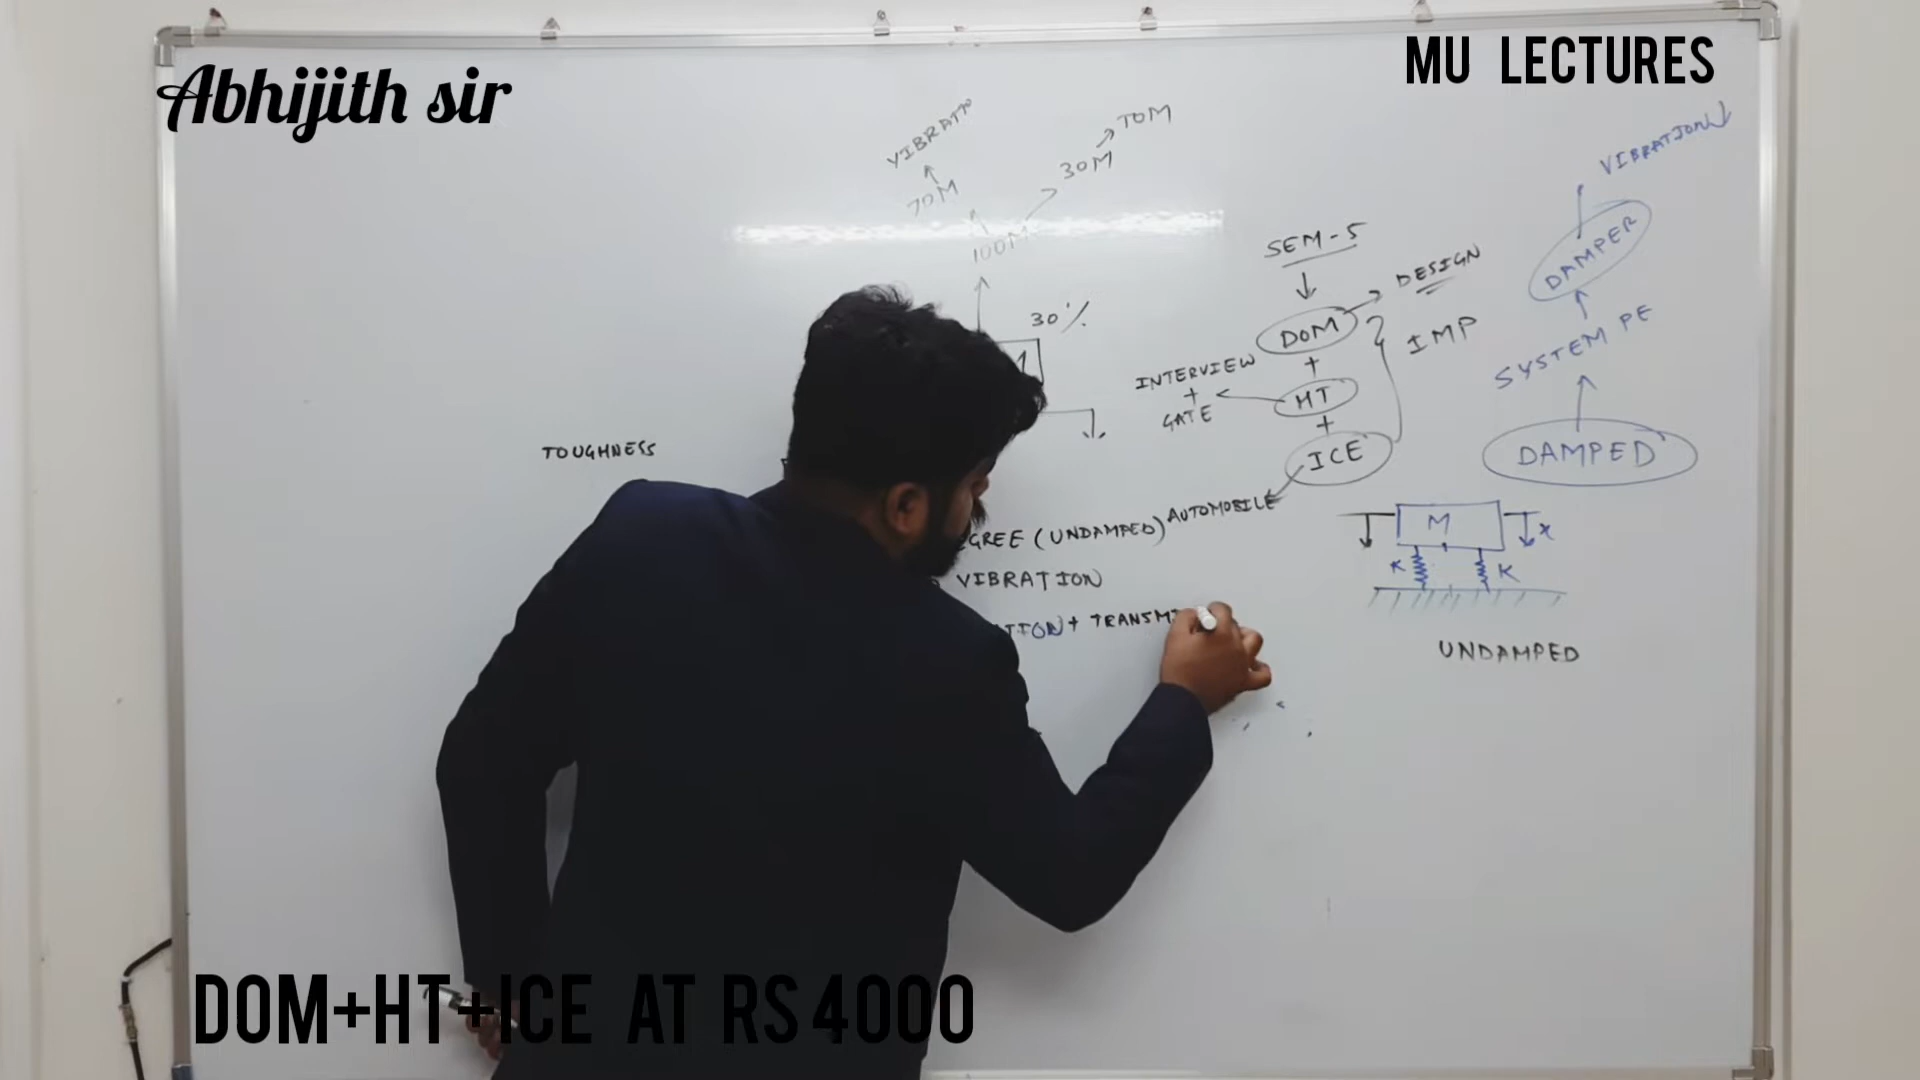 Abhijith sir
MU LECTURES
VIBRATN
70M
100M
30M
TOM
30%
SEM-5
DOM
DESIGN
+
HT
+
ICE
IMP
INTERVIEW
+
GATE
AUTOMOBILE
VIBRATION↓
DAMPER
SYSTEM PE
DAMPED
M
x
K
K
UNDAMPED
TOUGHNESS
GREE (UNDAMPED)
VIBRATION
+ TRANSM
DOM+HT+ICE AT RS 4000